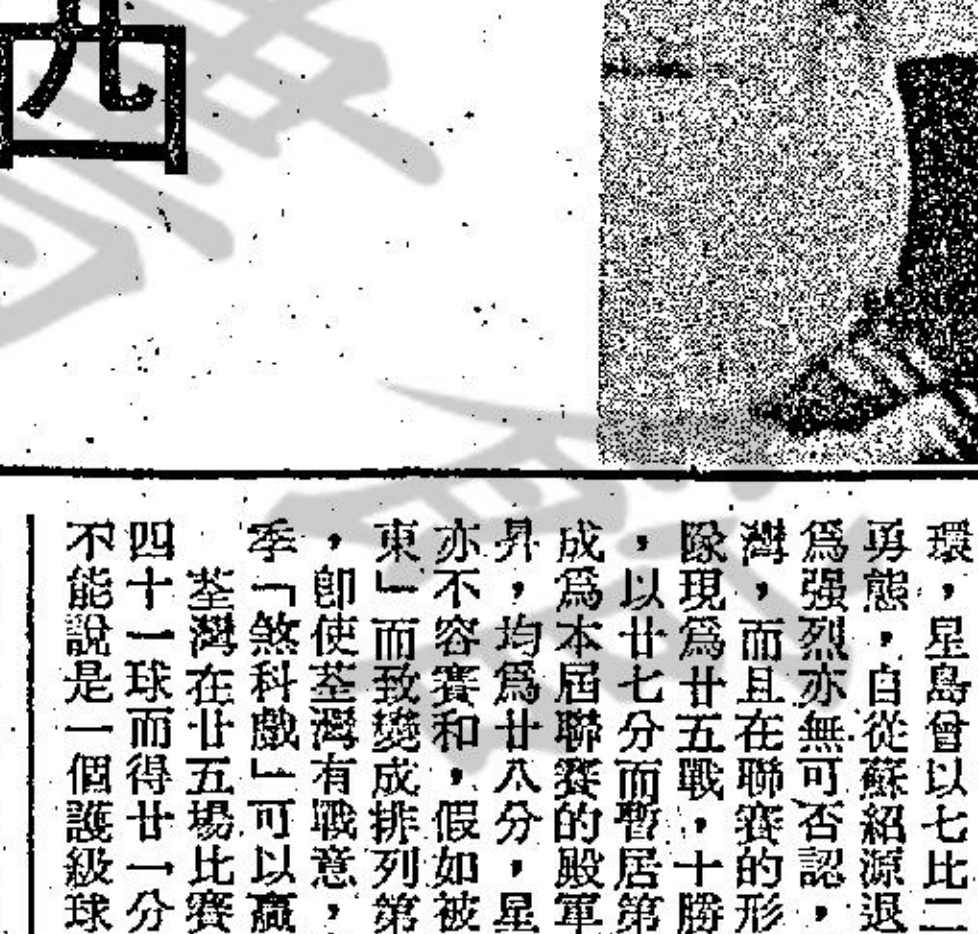 四
環，星島曾以七比二
勇態，自從蘇紹源退
爲强烈亦無可否認，
灣，而且在聯賽的形
隊現爲廿五戰，十勝
，以廿七分而暫居第
成爲本屆聯賽的殿軍
昇，均爲廿八分，星
亦不容賽和，假如被
東」而致變成排列第
，即使荃灣有戰意，
季「煞科戲」可以贏
荃灣在廿五場比賽
四十一球而得廿一分
不能說是一個護級球